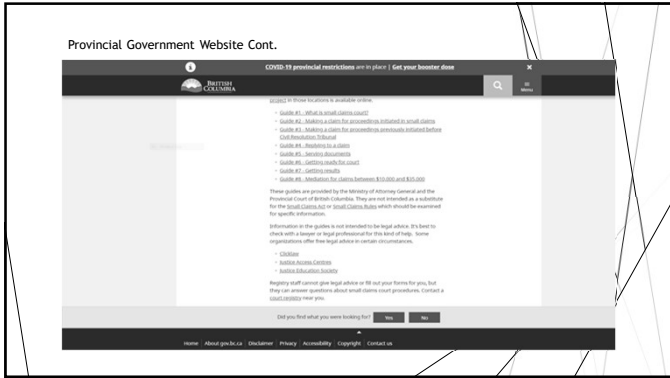 Provincial Government Website Cont.
COVID-19 provincial restrictions are in place | Get your booster dose
BRITISH
COLUMBIA
Menu
project in those locations is available online.
Guide #1 - What is small claims court?
Guide #2 - Making a claim for proceedings initiated in small claims
Guide #3 - Making a claim for proceedings previously initiated before
Civil Resolution Tribunal
Guide #4 - Replying to a claim
Guide #5 - Serving documents
Guide #6 - Getting ready for court
Guide #7 - Getting results
Guide #8 - Mediation for claims between $10,000 and $35,000
These guides are provided by the Ministry of Attorney General and the
Provincial Court of British Columbia. They are not intended as a substitute
for the Small Claims Act or Small Claims Rules which should be examined
for specific information.
Information in the guides is not intended to be legal advice. It's best to
check with a lawyer or legal professional for this kind of help. Some
organizations offer free legal advice in certain circumstances.
Clicklaw
Justice Access Centres
Justice Education Society
Registry staff cannot give legal advice or fill out your forms for you, but
they can answer questions about small claims court procedures. Contact a
court registry near you.
Did you find what you were looking for? Yes No
Home | About gov.bc.ca | Disclaimer | Privacy | Accessibility | Copyright | Contact us